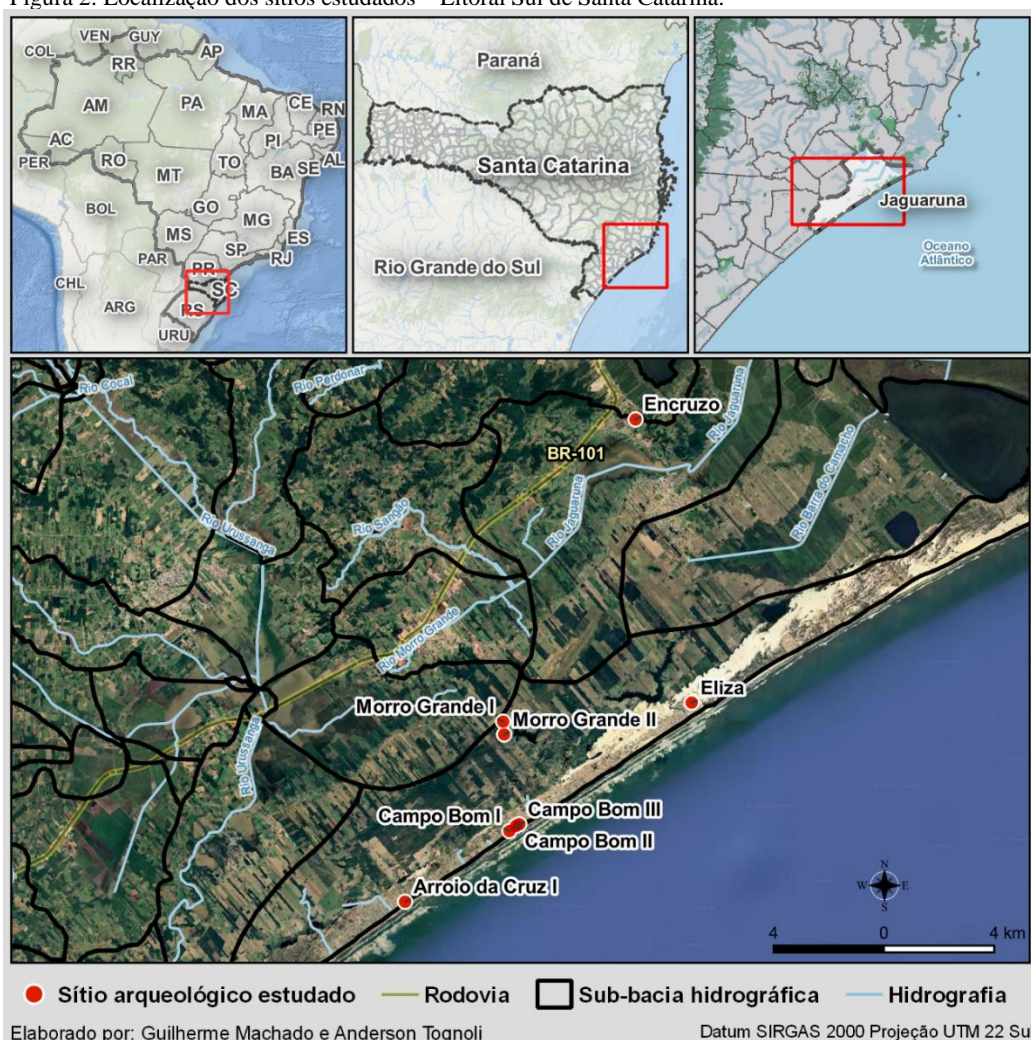 Figura 2: Localização dos sítios estudados – Litoral Sul de Santa Catarina.
VEN
GUY
COL
RR
AP
AM
PA
MA
CE
RN
PI
PE
AC
PER
RO
TO
BA
SE
AL
MT
BOL
GO
MG
MS
ES
SP
RJ
PAR
PR
CHL
SC
ARG
RS
URU
Paraná
Santa Catarina
Rio Grande do Sul
Jaguaruna
Oceano
Atlântico
Rio Cocal
Rio Perdonar
Encruzo
Rio Jaguaruna
BR-101
Rio Barra do Camacho
Rio Urussanga
Rio Sangão
Rio Jaguaruna
Rio Morro Grande
Eliza
Morro Grande I
Morro Grande II
Rio Urussanga
Campo Bom I
Campo Bom III
Campo Bom II
Arroio da Cruz I
N
W
E
S
4 0 4 km
Sítio arqueológico estudado
Rodovia
Sub-bacia hidrográfica
Hidrografia
Elaborado por: Guilherme Machado e Anderson Tognoli
Datum SIRGAS 2000 Projeção UTM 22 Su